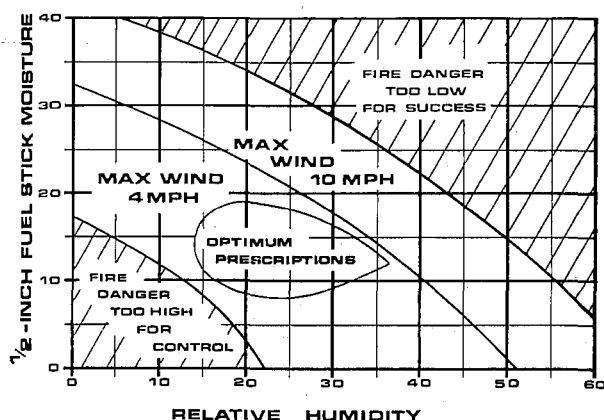 40
30
20
10
0
1/2-INCH FUEL STICK MOISTURE
FIRE DANGER
TOO LOW
FOR SUCCESS
MAX
WIND
10 MPH
MAX WIND
4 MPH
OPTIMUM
PRESCRIPTIONS
FIRE
DANGER
TOO HIGH
FOR
CONTROL
0 10 20 30 40 50 60
RELATIVE HUMIDITY